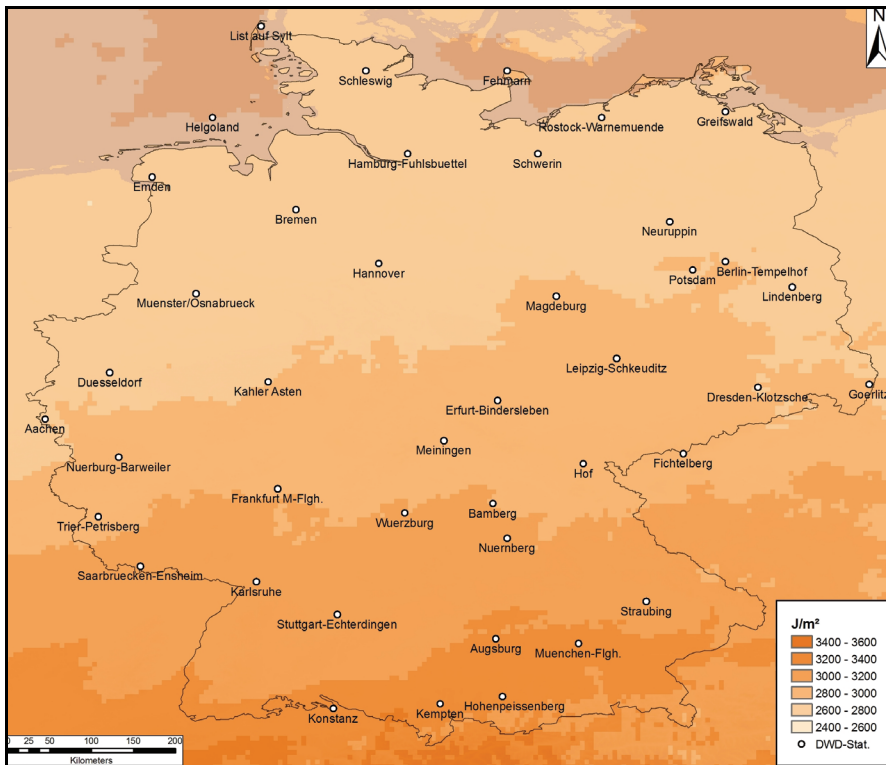 N
List auf Sylt
Schleswig
Fehmarn
Helgoland
Rostock-Warnemuende
Greifswald
Hamburg-Fuhlsbuettel
Schwerin
Emden
Bremen
Neuruppin
Hannover
Berlin-Tempelhof
Potsdam
Muenster/Osnabrueck
Magdeburg
Lindenberg
Duesseldorf
Kahler Asten
Leipzig-Schkeuditz
Erfurt-Bindersleben
Dresden-Klotzsche
Goerlitz
Aachen
Meiningen
Nuerburg-Barweiler
Hof
Fichtelberg
Frankfurt M-Flgh.
Wuerzburg
Bamberg
Trier-Petrisberg
Nuernberg
Saarbruecken-Ensheim
Karlsruhe
Stuttgart-Echterdingen
Straubing
Augsburg
Muenchen-Flgh.
Konstanz
Kempten
Hohenpeissenberg
J/m²
3400 - 3600
3200 - 3400
3000 - 3200
2800 - 3000
2600 - 2800
2400 - 2600
DWD-Stat.
0 25 50 100 150 200
Kilometers